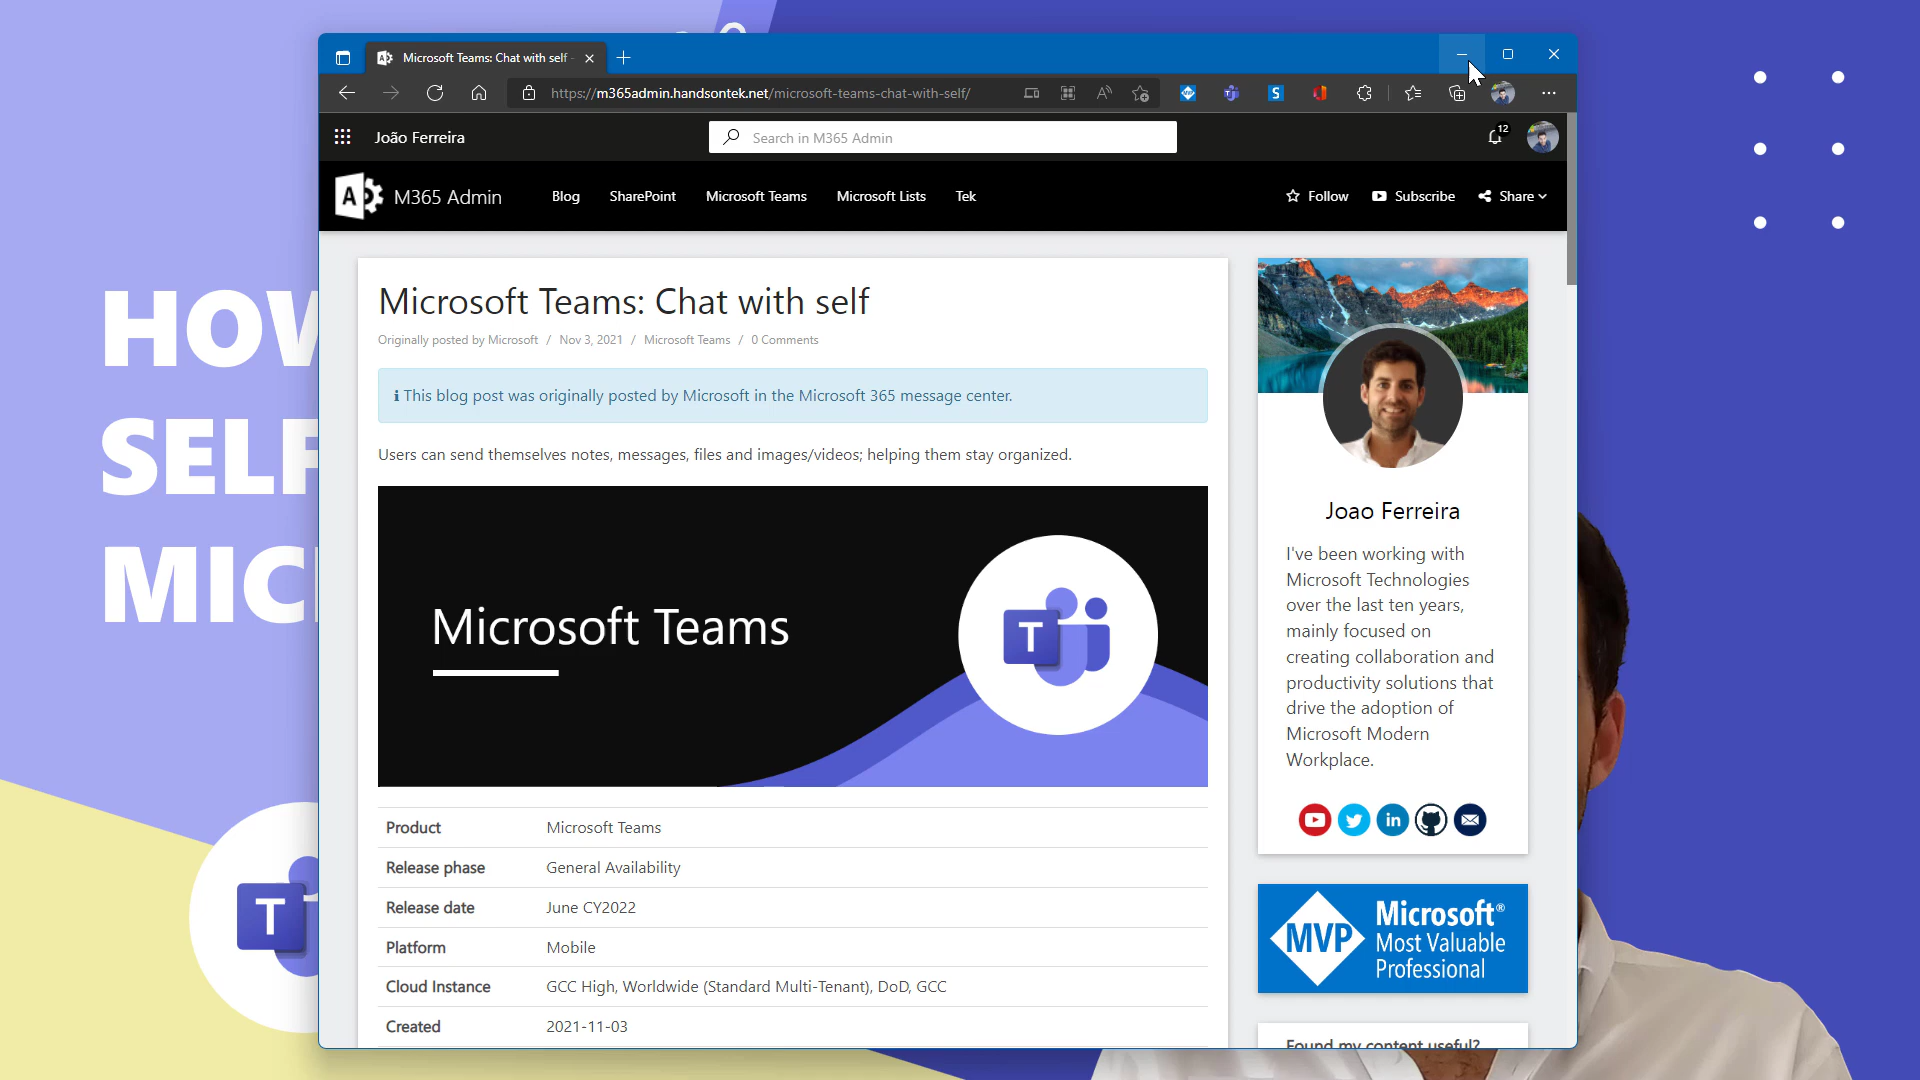 HOW
SELF
MIC
T
Microsoft Teams: Chat with self -
https://m365admin.handsontek.net/microsoft-teams-chat-with-self/
João Ferreira
Search in M365 Admin
12
M365 Admin
Blog
SharePoint
Microsoft Teams
Microsoft Lists
Tek
Follow
Subscribe
Share
Microsoft Teams: Chat with self
Originally posted by Microsoft / Nov 3, 2021 / Microsoft Teams / 0 Comments
This blog post was originally posted by Microsoft in the Microsoft 365 message center.
Users can send themselves notes, messages, files and images/videos; helping them stay organized.
Microsoft Teams
T
Product Microsoft Teams
Release phase General Availability
Release date June CY2022
Platform Mobile
Cloud Instance GCC High, Worldwide (Standard Multi-Tenant), DoD, GCC
Created 2021-11-03
Joao Ferreira
I've been working with
Microsoft Technologies
over the last ten years,
mainly focused on
creating collaboration and
productivity solutions that
drive the adoption of
Microsoft Modern
Workplace.
in
MVP
Microsoft®
Most Valuable
Professional
Found my content useful?